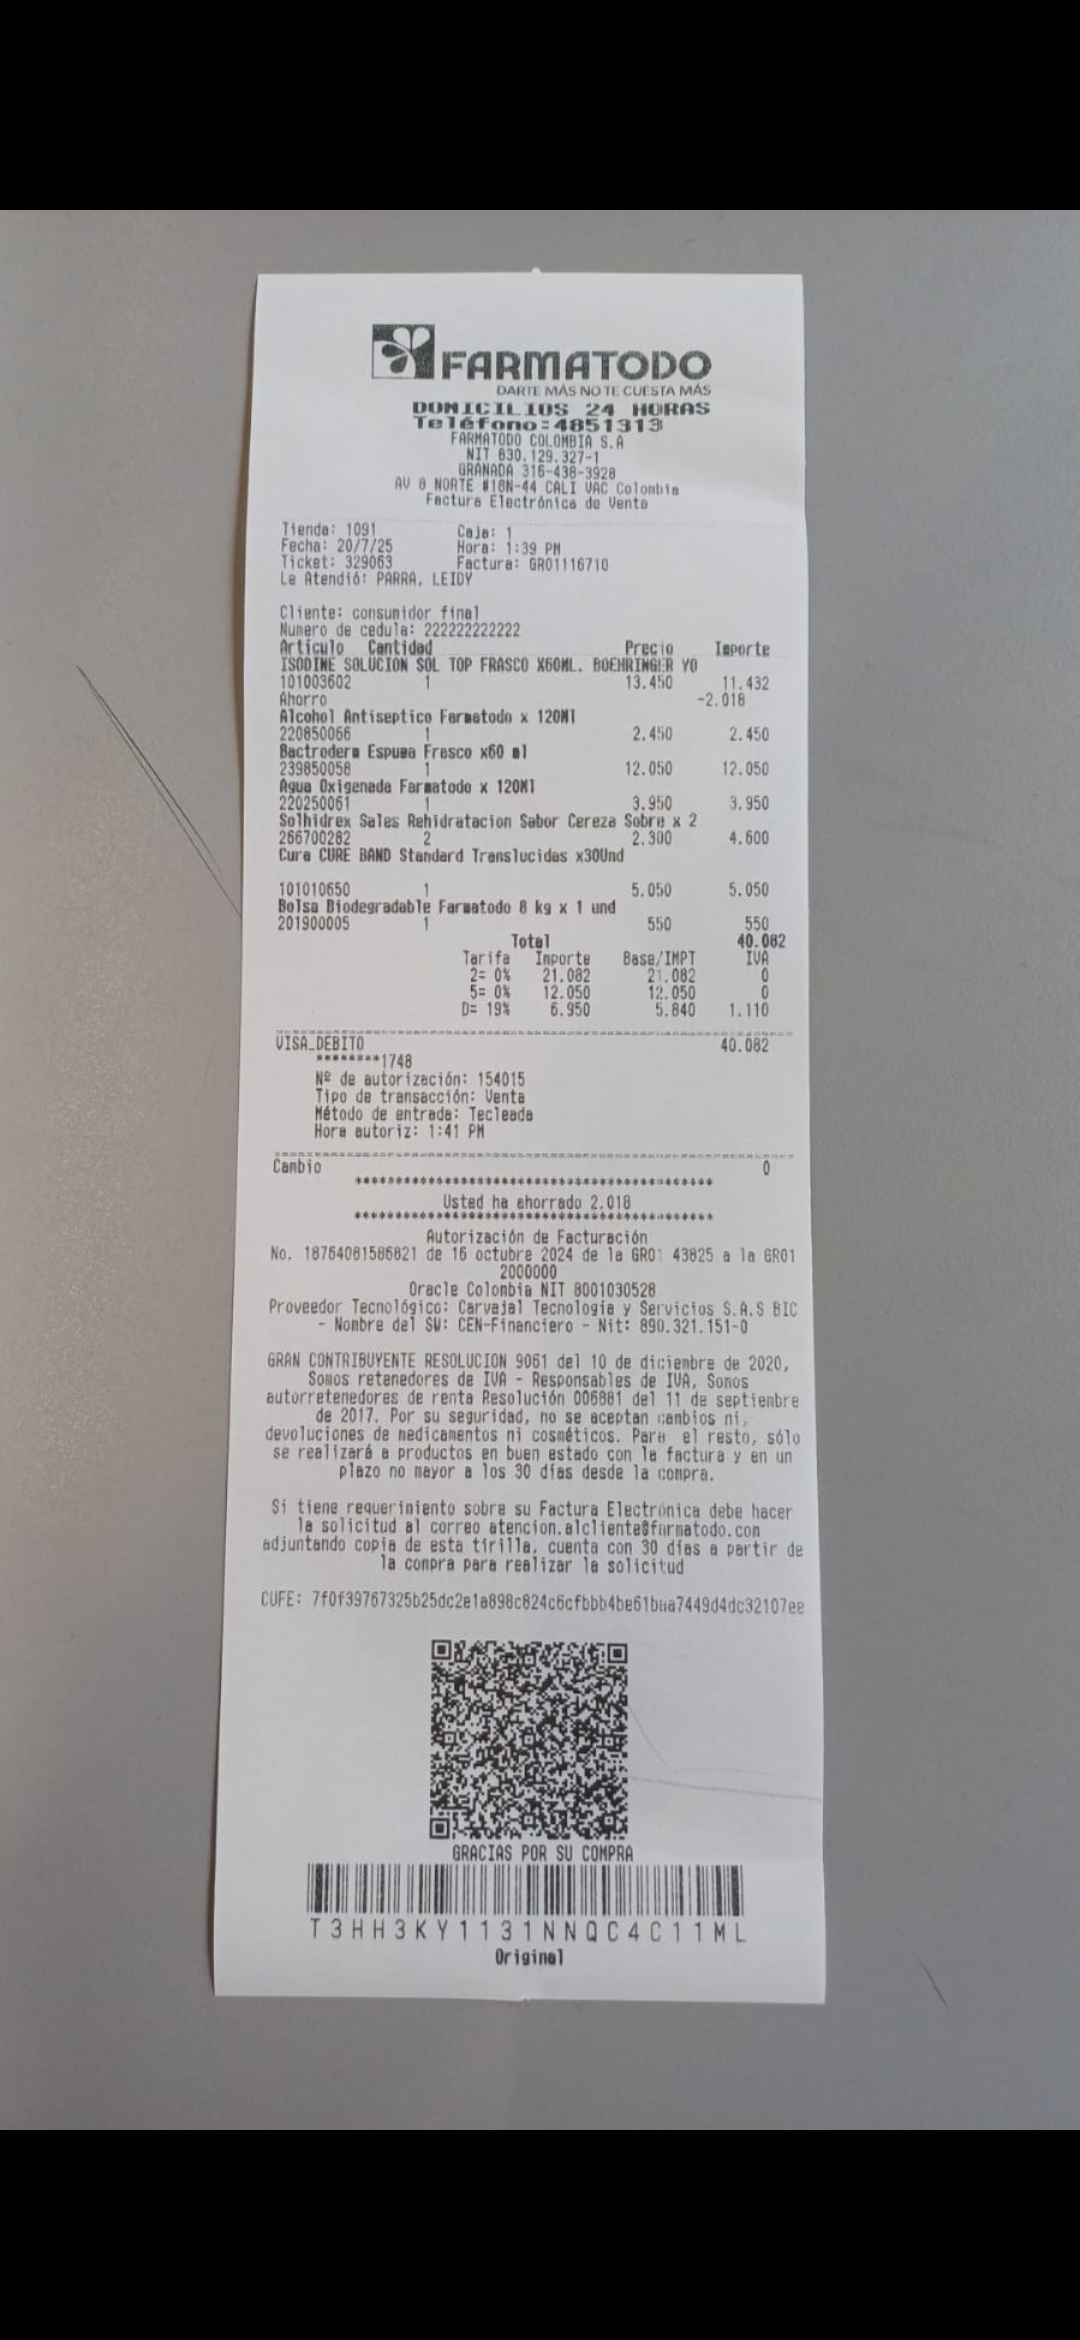 FARMATODO
DARTE MÁS NO TE CUESTA MÁS
DOMICILIOS 24 HORAS
Teléfono:4851313
FARMATODO COLOMBIA S.A
NIT 830.129.327-1
GRANADA 316-438-3928
AV 8 NORTE #18N-44 CALI VAC Colombia
Factura Electrónica de Venta
Tienda: 1091 Caja: 1
Fecha: 20/7/25 Hora: 1:39 PM
Ticket: 329063 Factura: GRO1116710
Le Atendió: PARRA, LEIDY
Cliente: consumidor final
Numero de cedula: 222222222222
Artículo Cantidad Precio Importe
ISODINE SOLUCION SOL TOP FRASCO X60ML. BOEHRINGER YO
101003602 1 13.450 11.432
Ahorro -2.018
Alcohol Antiseptico Farmatodo x 120Ml
220850066 1 2.450 2.450
Bactroderm Espuma Frasco x60 ml
239850058 1 12.050 12.050
Agua Oxigenada Farmatodo x 120Ml
220250061 1 3.950 3.950
Solhidrex Sales Rehidratacion Sabor Cereza Sobre x 2
266700282 2 2.300 4.600
Cura CURE BAND Standard Translucidas x30Und
101010650 1 5.050 5.050
Bolsa Biodegradable Farmatodo 8 kg x 1 und
201900005 1 550 550
Total 40.082
Tarifa Importe Base/IMPT IVA
2= 0% 21.082 21.082 0
5= 0% 12.050 12.050 0
D= 19% 6.950 5.840 1.110
VISA_DEBITO 40.082
********1748
Nº de autorización: 154015
Tipo de transacción: Venta
Método de entrada: Tecleada
Hora autoriz: 1:41 PM
Cambio 0
Usted ha ahorrado 2.018
Autorización de Facturación
No. 18764081586821 de 16 octubre 2024 de la GRO1 43825 a la GRO1
2000000
Oracle Colombia NIT 8001030528
Proveedor Tecnológico: Carvajal Tecnologia y Servicios S.A.S BIC
- Nombre del SW: CEN-Financiero - Nit: 890.321.151-0
GRAN CONTRIBUYENTE RESOLUCION 9061 del 10 de diciembre de 2020,
Somos retenedores de IVA - Responsables de IVA, Somos
autorretenedores de renta Resolución 006881 del 11 de septiembre
de 2017. Por su seguridad, no se aceptan cambios ni,
devoluciones de medicamentos ni cosméticos. Para el resto, sólo
se realizará a productos en buen estado con la factura y en un
plazo no mayor a los 30 días desde la compra.
Si tiene requerimiento sobre su Factura Electrónica debe hacer
la solicitud al correo atencion.alcliente@farmatodo.com
adjuntando copia de esta tirilla, cuenta con 30 días a partir de
la compra para realizar la solicitud
CUFE: 7f0f39767325b25dc2e1a898c824c6cfbbb4be61baa7449d4dc32107ee
GRACIAS POR SU COMPRA
T3HH3KY1131NNQC4C11ML
Original